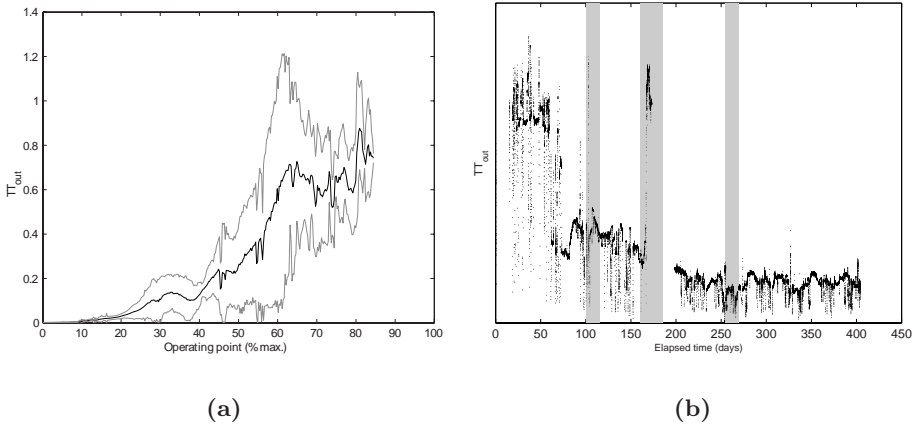 1.4
1.2
1
0.8
0.6
0.4
0.2
0
TT_out
0 10 20 30 40 50 60 70 80 90 100
Operating point (% max.)
(a)
TT_out
0 50 100 150 200 250 300 350 400 450
Elapsed time (days)
(b)